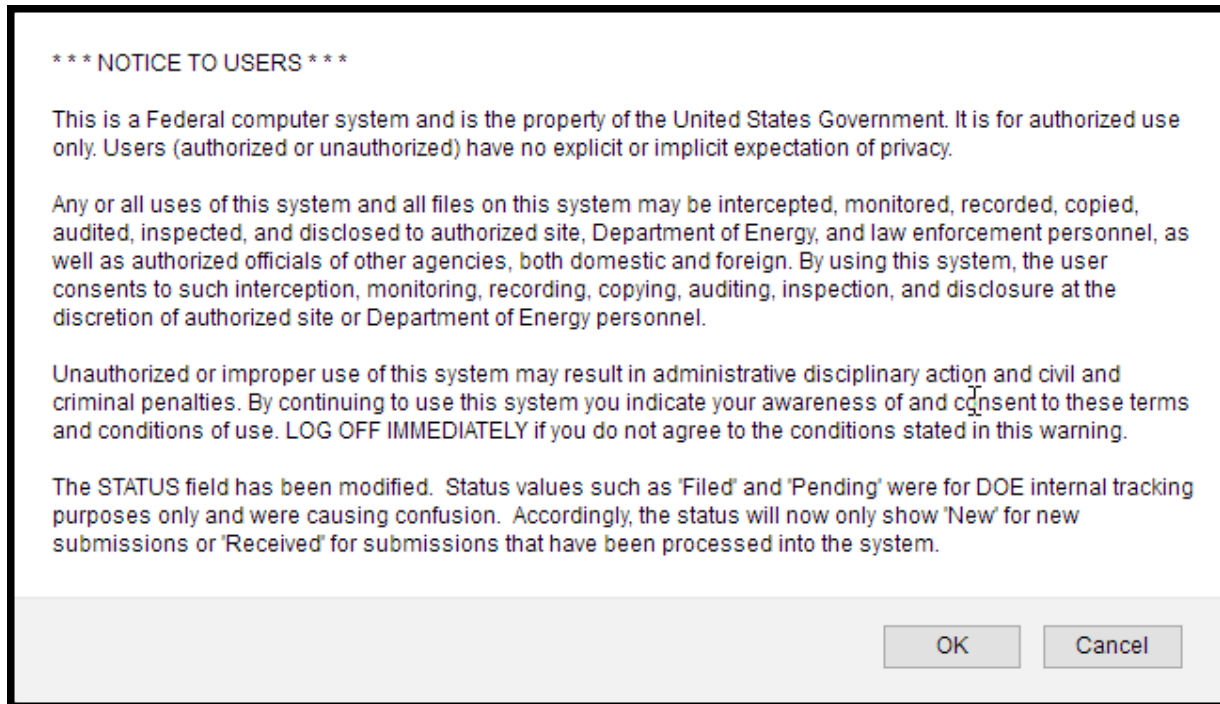 * * * NOTICE TO USERS * * *
This is a Federal computer system and is the property of the United States Government. It is for authorized use
only. Users (authorized or unauthorized) have no explicit or implicit expectation of privacy.
Any or all uses of this system and all files on this system may be intercepted, monitored, recorded, copied,
audited, inspected, and disclosed to authorized site, Department of Energy, and law enforcement personnel, as
well as authorized officials of other agencies, both domestic and foreign. By using this system, the user
consents to such interception, monitoring, recording, copying, auditing, inspection, and disclosure at the
discretion of authorized site or Department of Energy personnel.
Unauthorized or improper use of this system may result in administrative disciplinary action and civil and
criminal penalties. By continuing to use this system you indicate your awareness of and consent to these terms
and conditions of use. LOG OFF IMMEDIATELY if you do not agree to the conditions stated in this warning.
The STATUS field has been modified.  Status values such as 'Filed' and 'Pending' were for DOE internal tracking
purposes only and were causing confusion.  Accordingly, the status will now only show 'New' for new
submissions or 'Received' for submissions that have been processed into the system.
OK
Cancel